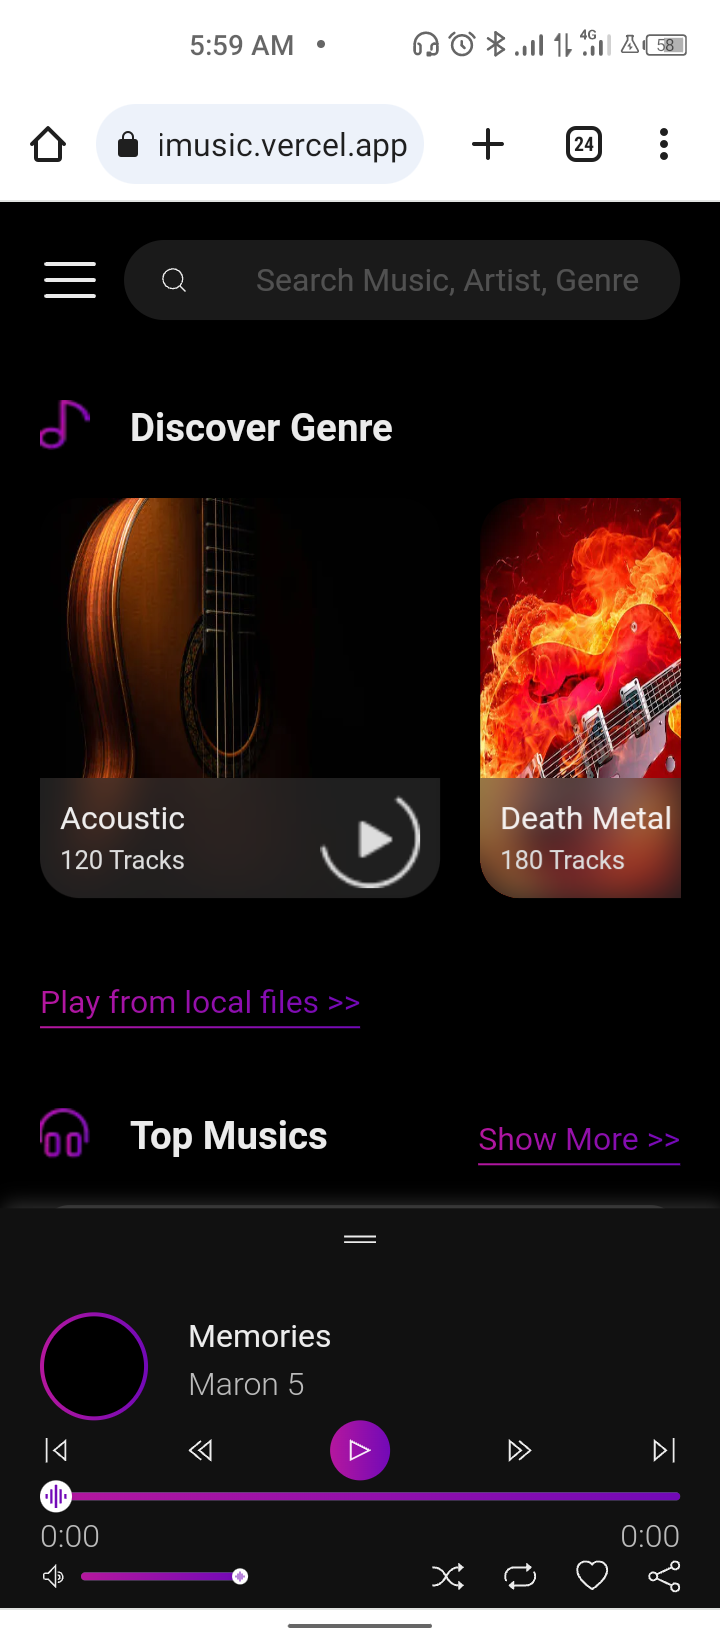 5:59 AM
4G
58
imusic.vercel.app
24
Search Music, Artist, Genre
Discover Genre
Acoustic
120 Tracks
Death Metal
180 Tracks
Play from local files >>
Top Musics
Show More >>
Memories
Maron 5
0:00
0:00